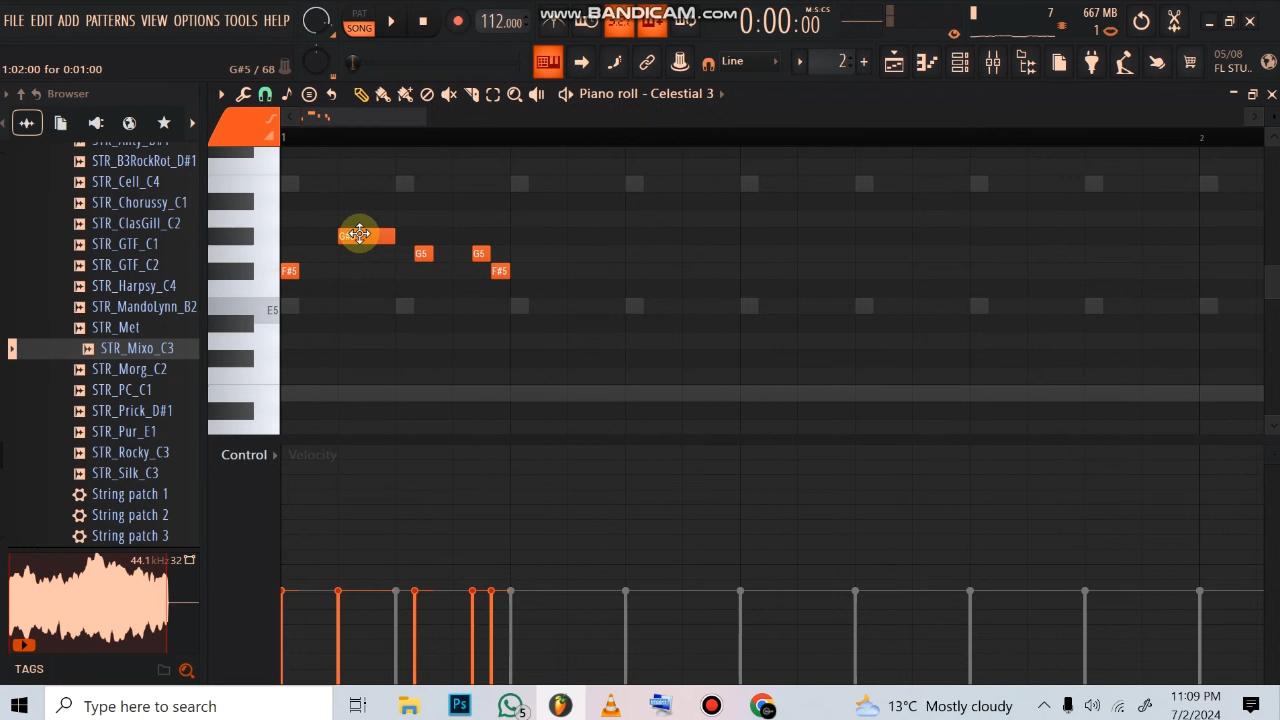 FILE EDIT ADD PATTERNS VIEW OPTIONS TOOLS HELP
PAT
SONG
112.000
www.BANDICAM.com
0:00:00
M:S:CS
7
667 MB
1
1:02:00 for 0:01:00
G#5 / 68
Line
2
05/08
FL STU..
Browser
Piano roll - Celestial 3
1
2
STR_B3RockRot_D#1
STR_Cell_C4
STR_Chorussy_C1
STR_ClasGill_C2
STR_GTF_C1
STR_GTF_C2
STR_Harpsy_C4
STR_MandoLynn_B2
STR_Met
STR_Mixo_C3
STR_Morg_C2
STR_PC_C1
STR_Prick_D#1
STR_Pur_E1
STR_Rocky_C3
STR_Silk_C3
String patch 1
String patch 2
String patch 3
G5
G5
F#5
F#5
E5
Control
Velocity
44.1kHz 32
TAGS
Type here to search
Ps
5
13°C Mostly cloudy
11:09 PM
7/2/2024